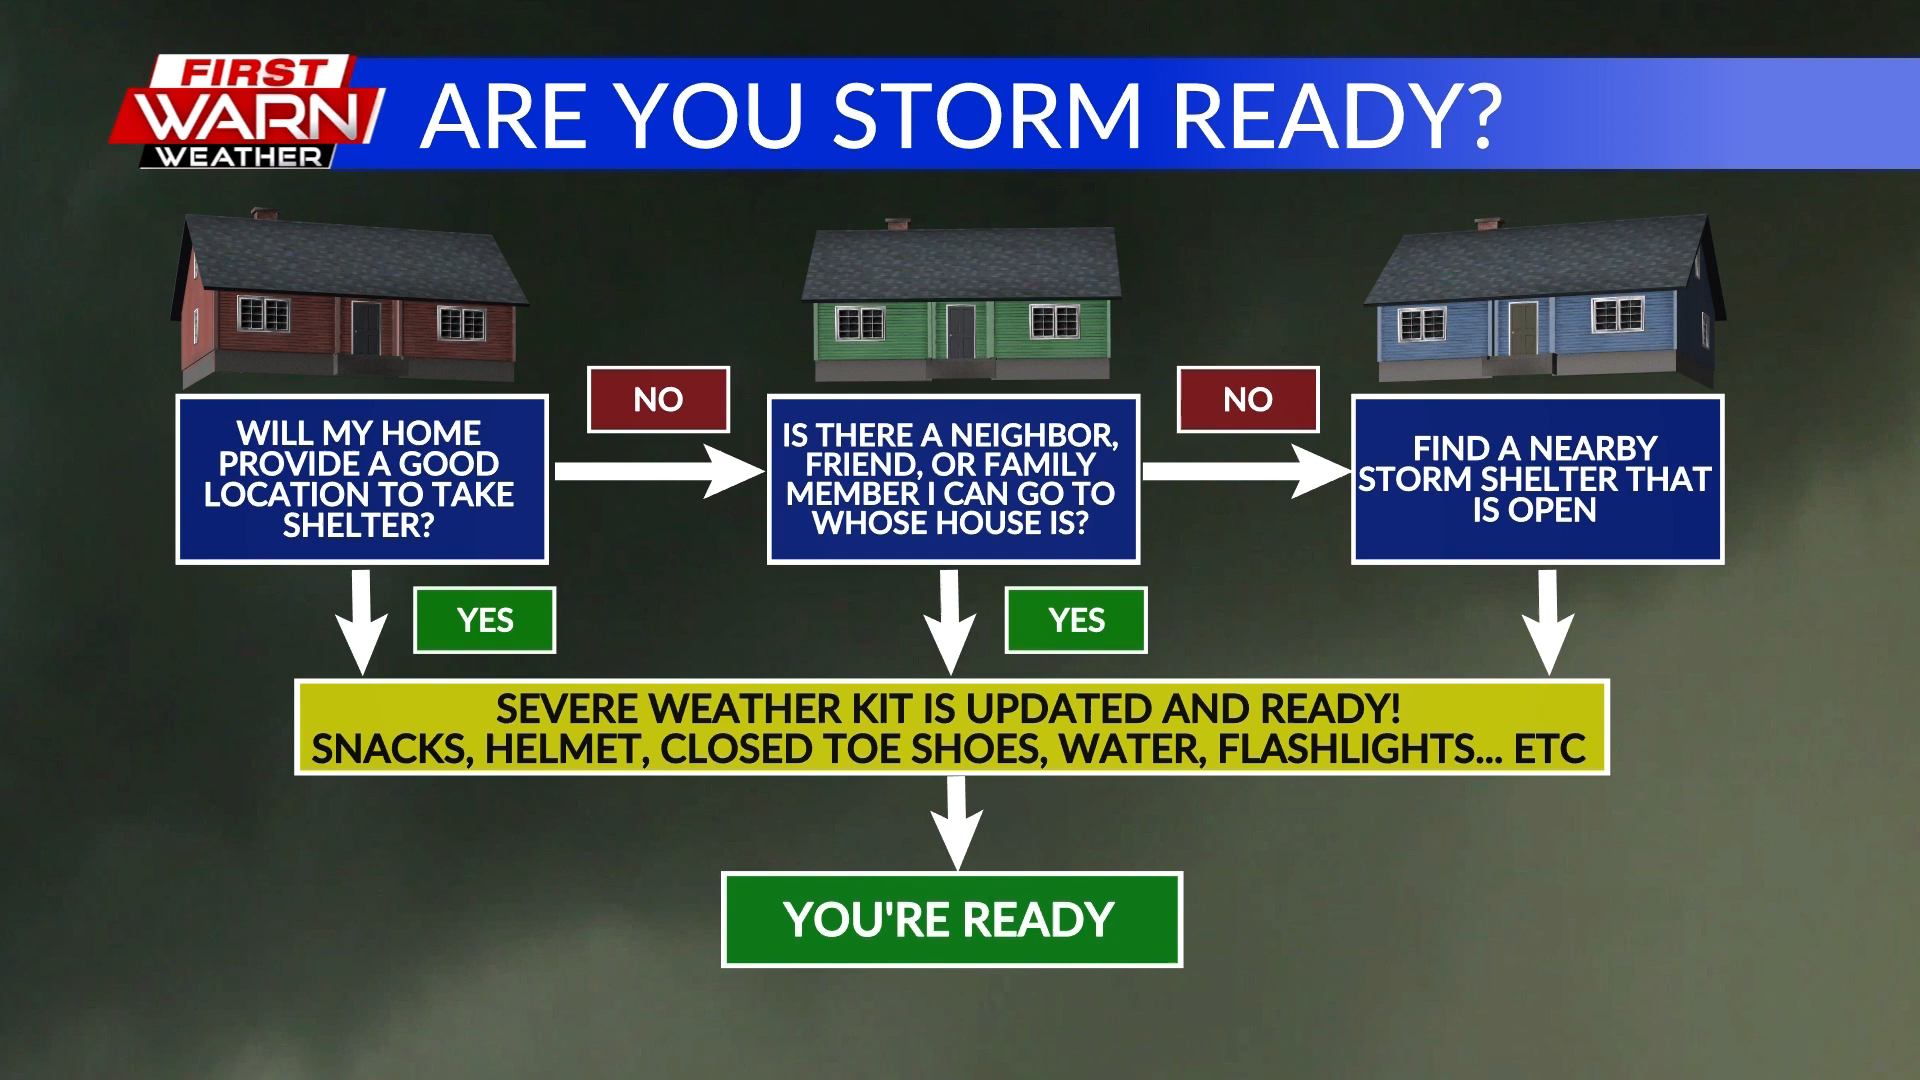 FIRST
WARN
WEATHER
ARE YOU STORM READY?
WILL MY HOME
PROVIDE A GOOD
LOCATION TO TAKE
SHELTER?
NO
IS THERE A NEIGHBOR,
FRIEND, OR FAMILY
MEMBER I CAN GO TO
WHOSE HOUSE IS?
NO
FIND A NEARBY
STORM SHELTER THAT
IS OPEN
YES
YES
SEVERE WEATHER KIT IS UPDATED AND READY!
SNACKS, HELMET, CLOSED TOE SHOES, WATER, FLASHLIGHTS... ETC
YOU'RE READY